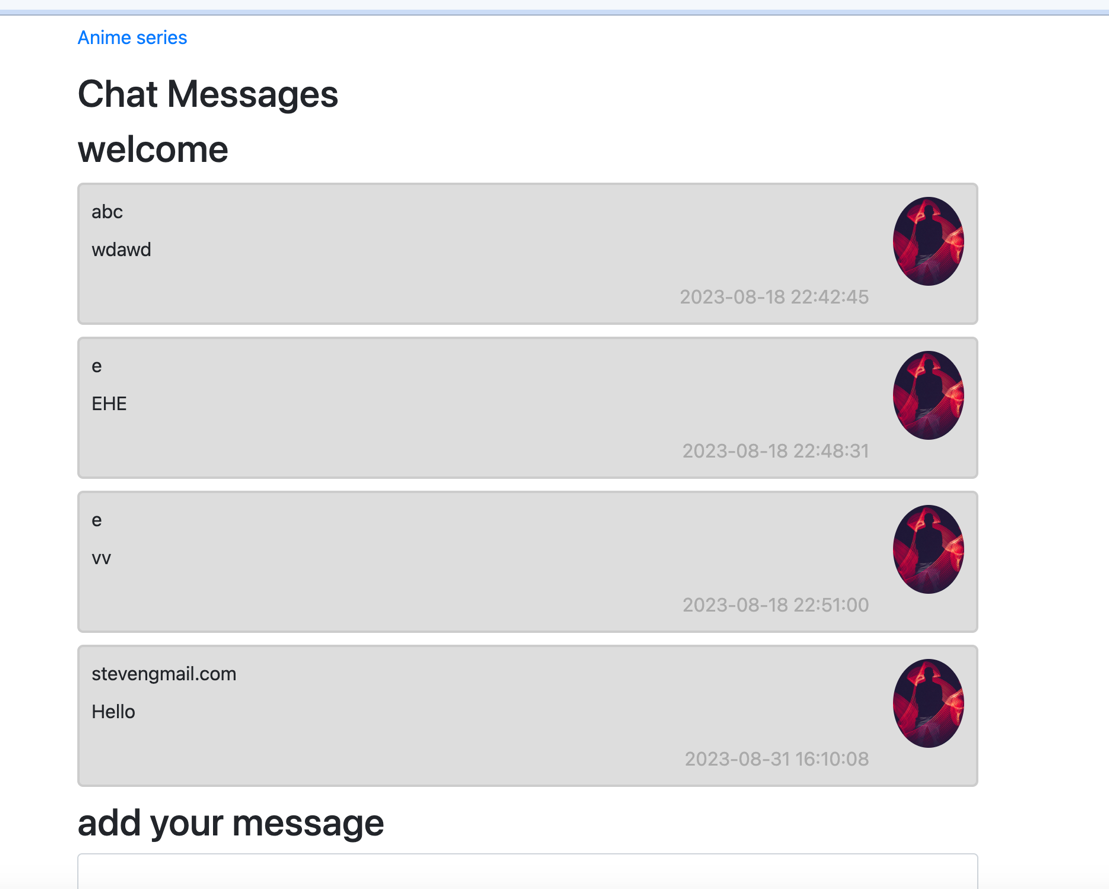 Anime series
Chat Messages
welcome
abc
wdawd
2023-08-18 22:42:45
e
EHE
2023-08-18 22:48:31
e
vv
2023-08-18 22:51:00
stevengmail.com
Hello
2023-08-31 16:10:08
add your message